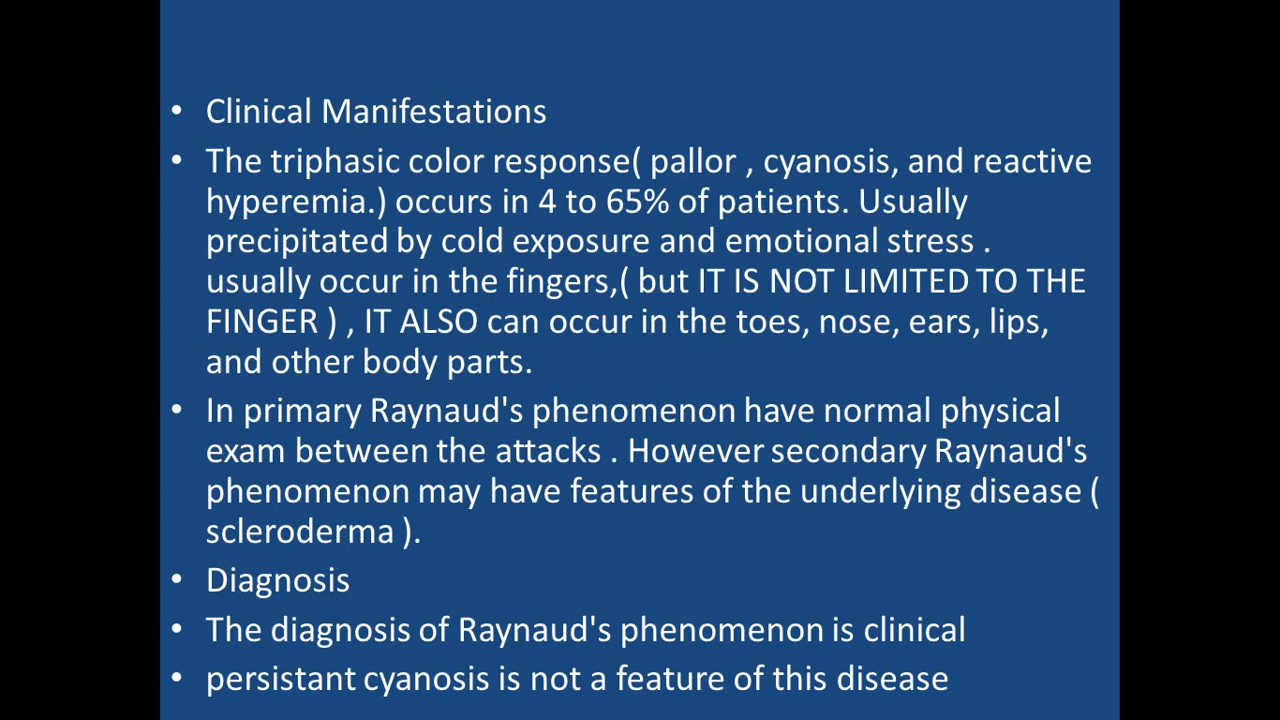 • Clinical Manifestations
• The triphasic color response( pallor , cyanosis, and reactive
hyperemia.) occurs in 4 to 65% of patients. Usually
precipitated by cold exposure and emotional stress .
usually occur in the fingers,( but IT IS NOT LIMITED TO THE
FINGER ) , IT ALSO can occur in the toes, nose, ears, lips,
and other body parts.
• In primary Raynaud's phenomenon have normal physical
exam between the attacks . However secondary Raynaud's
phenomenon may have features of the underlying disease (
scleroderma ).
• Diagnosis
• The diagnosis of Raynaud's phenomenon is clinical
• persistant cyanosis is not a feature of this disease